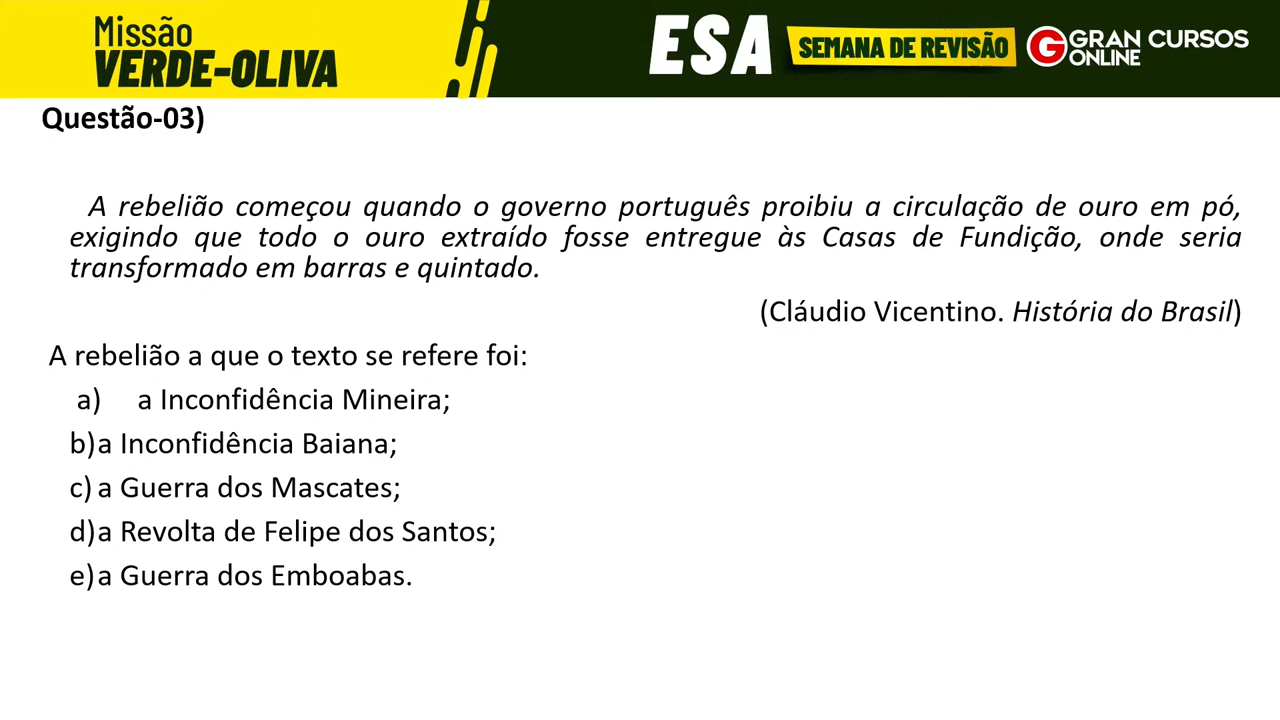 Missão
VERDE-OLIVA
ESA
SEMANA DE REVISÃO
G GRAN CURSOS
ONLINE
Questão-03)
A rebelião começou quando o governo português proibiu a circulação de ouro em pó,
exigindo que todo o ouro extraído fosse entregue às Casas de Fundição, onde seria
transformado em barras e quintado.
(Cláudio Vicentino. História do Brasil)
A rebelião a que o texto se refere foi:
a) a Inconfidência Mineira;
b)a Inconfidência Baiana;
c) a Guerra dos Mascates;
d)a Revolta de Felipe dos Santos;
e)a Guerra dos Emboabas.